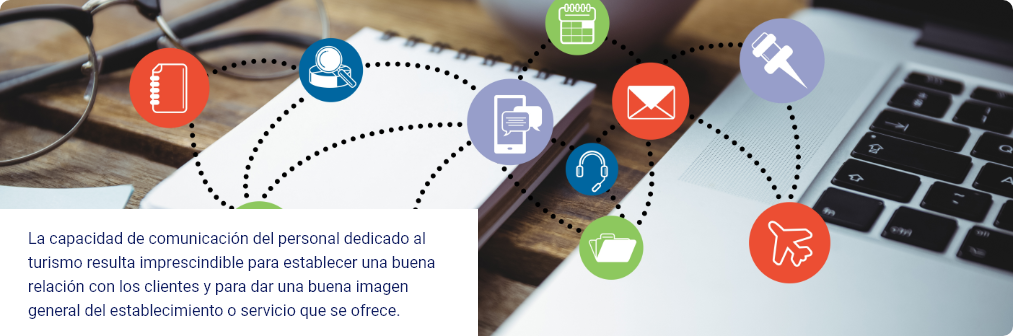 La capacidad de comunicación del personal dedicado al
turismo resulta imprescindible para establecer una buena
relación con los clientes y para dar una buena imagen
general del establecimiento o servicio que se ofrece.